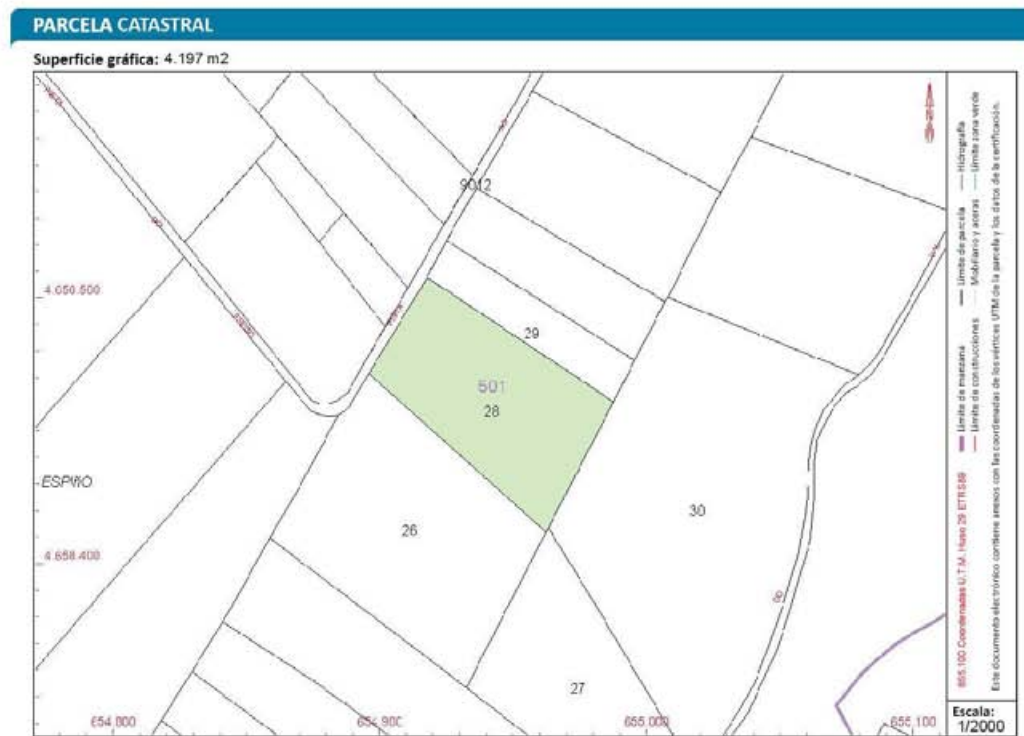 PARCELA CATASTRAL
Superficie gráfica: 4.197 m2
9012
29
501
28
ESPIÑO
30
26
4.658.400
27
654.800
654.900
655.000
655.100
Límite de manzana
Límite de parcela
Hidrografía
Límite de construcciones
Mobiliario y aceras
Límite zona verde
655.100 Coordenadas U.T.M. Huso 29 ETRS89
Este documento electrónico contiene anexos con las coordenadas de los vértices UTM de la parcela y los datos de la certificación.
Escala:
1/2000